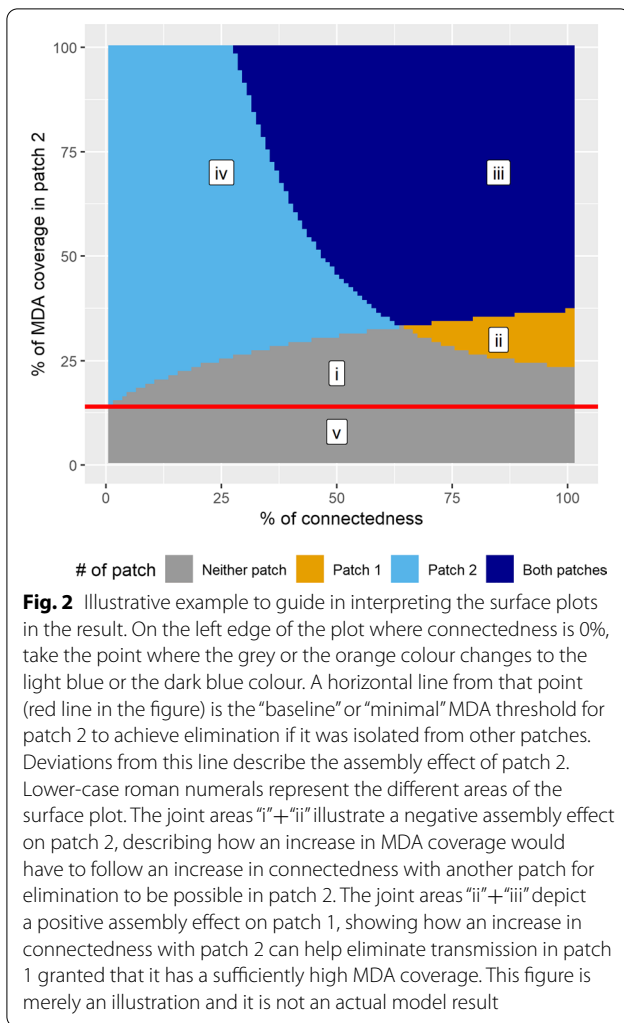 100
75
50
25
0
% of MDA coverage in patch 2
iv
iii
ii
i
v
0 25 50 75 100
% of connectedness
# of patch Neither patch Patch 1 Patch 2 Both patches
Fig. 2 Illustrative example to guide in interpreting the surface plots
in the result. On the left edge of the plot where connectedness is 0%,
take the point where the grey or the orange colour changes to the
light blue or the dark blue colour. A horizontal line from that point
(red line in the figure) is the “baseline” or “minimal” MDA threshold for
patch 2 to achieve elimination if it was isolated from other patches.
Deviations from this line describe the assembly effect of patch 2.
Lower-case roman numerals represent the different areas of the
surface plot. The joint areas “i”+“ii” illustrate a negative assembly effect
on patch 2, describing how an increase in MDA coverage would
have to follow an increase in connectedness with another patch for
elimination to be possible in patch 2. The joint areas “ii”+“iii” depict
a positive assembly effect on patch 1, showing how an increase in
connectedness with patch 2 can help eliminate transmission in patch
1 granted that it has a sufficiently high MDA coverage. This figure is
merely an illustration and it is not an actual model result